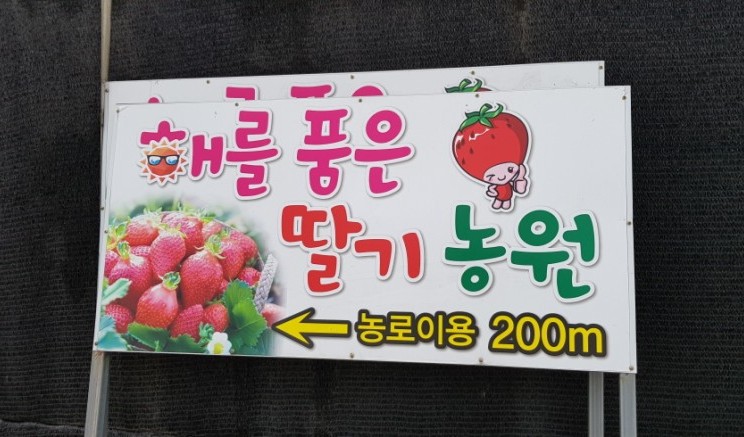 해를 품은
딸기 농원
농로이용 200m